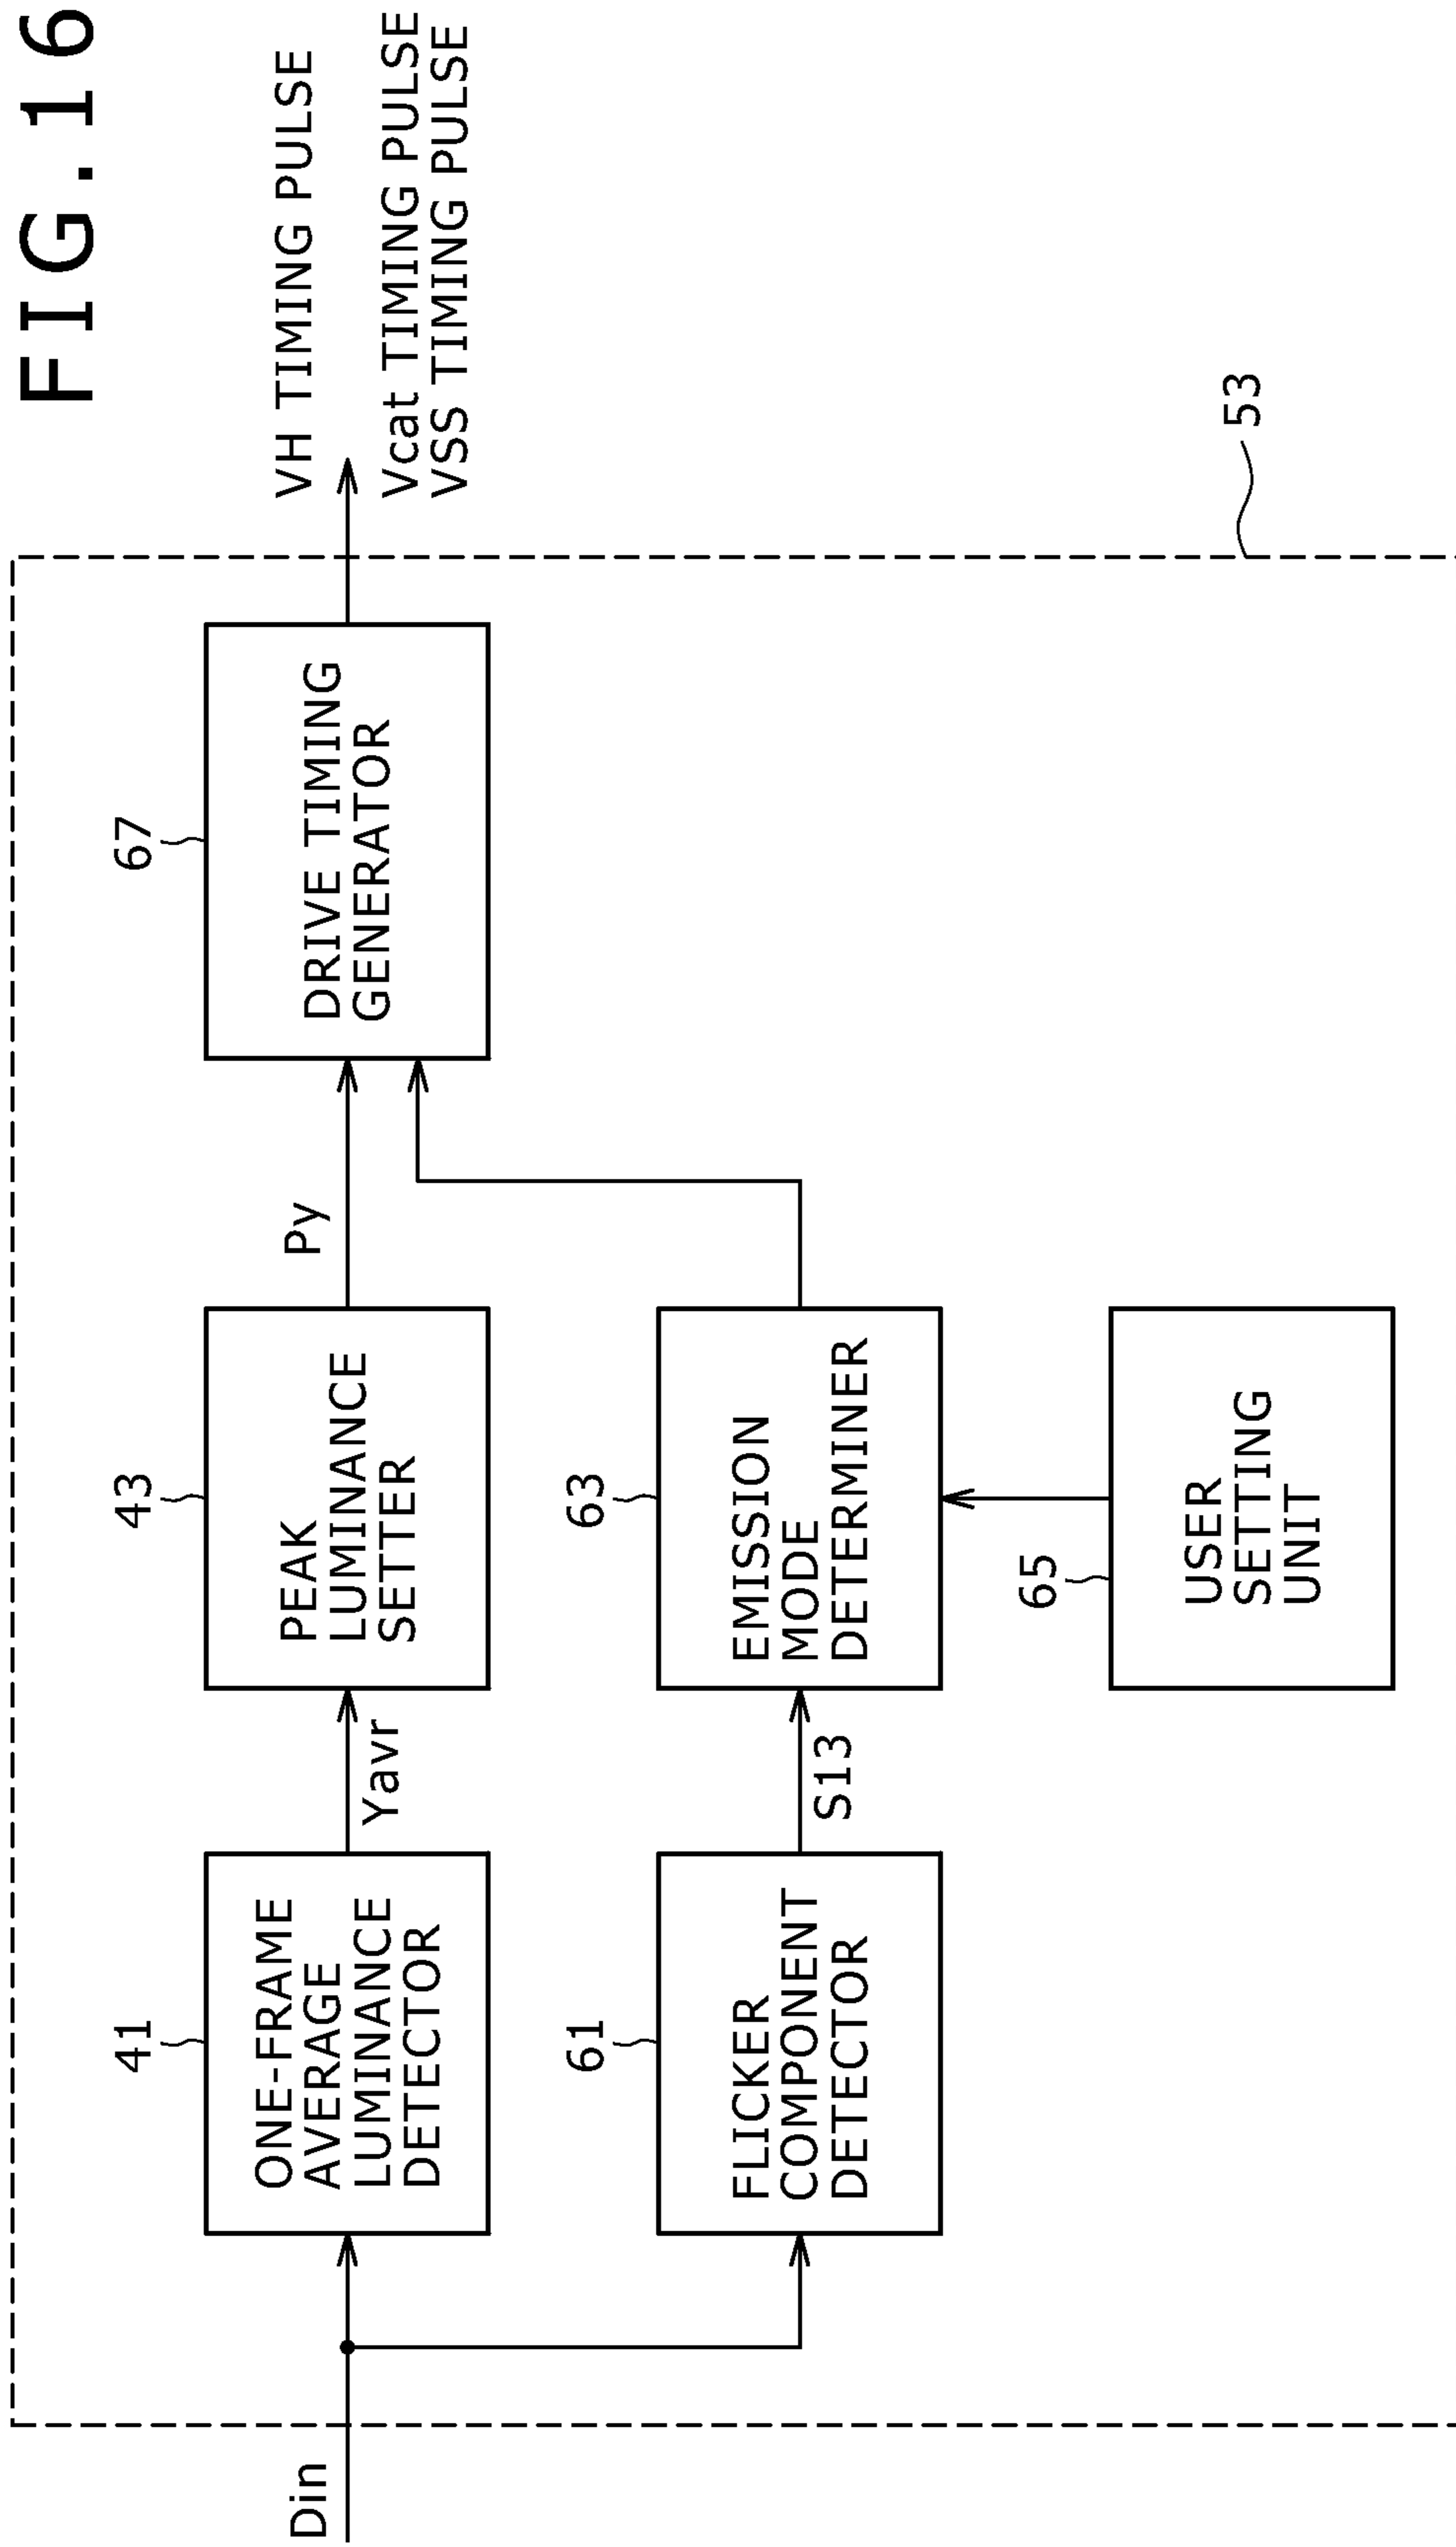 FIG.16
Din
41
ONE-FRAME
AVERAGE
LUMINANCE
DETECTOR
Yavr
43
PEAK
LUMINANCE
SETTER
Py
67
DRIVE TIMING
GENERATOR
VH TIMING PULSE
Vcat TIMING PULSE
VSS TIMING PULSE
61
FLICKER
COMPONENT
DETECTOR
S13
63
EMISSION
MODE
DETERMINER
65
USER
SETTING
UNIT
53